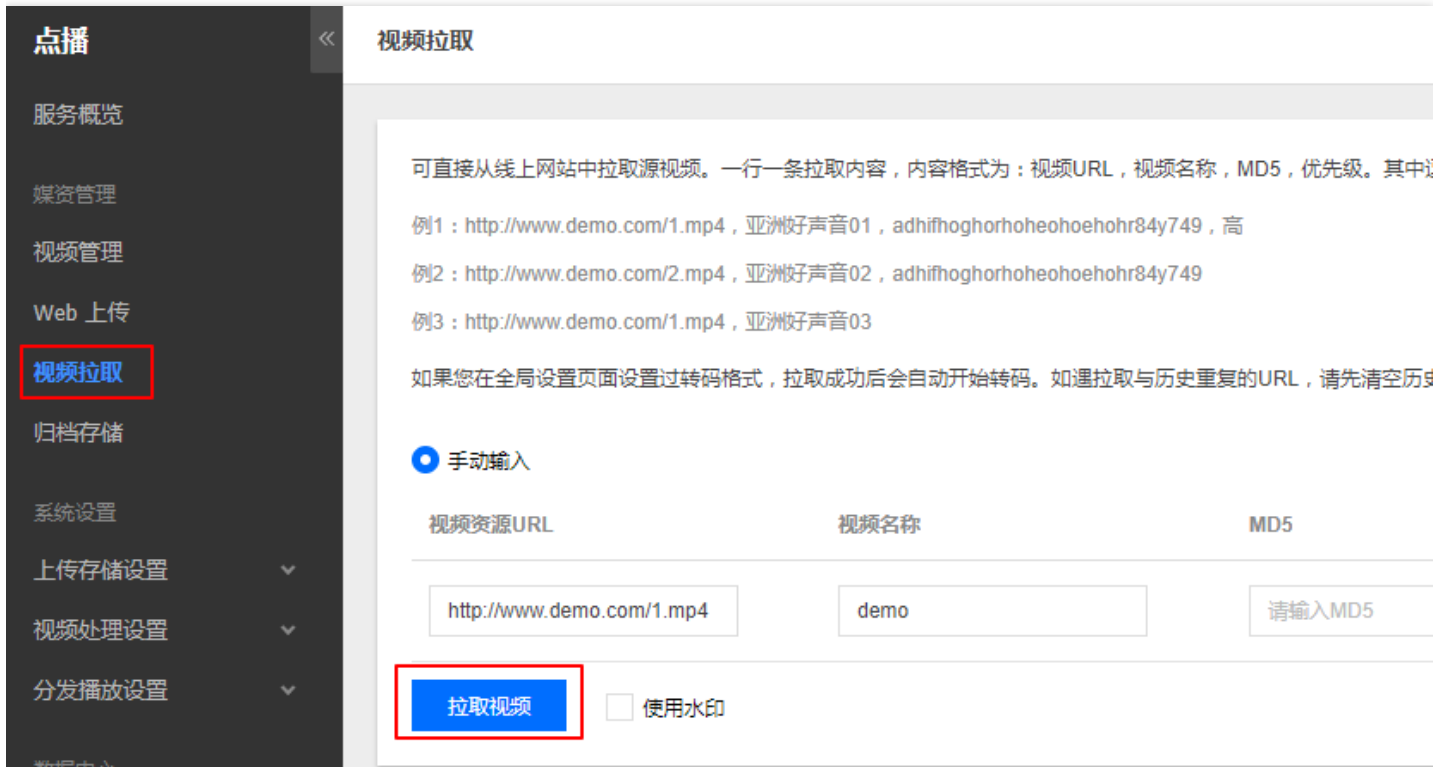 点播
服务概览
媒资管理
视频管理
Web 上传
视频拉取
归档存储
系统设置
上传存储设置
视频处理设置
分发播放设置
数据中心
视频拉取
可直接从线上网站中拉取源视频。一行一条拉取内容，内容格式为：视频URL，视频名称，MD5，优先级。其中
例1：http://www.demo.com/1.mp4，亚洲好声音01，adhifhoghorhoheohoehohr84y749，高
例2：http://www.demo.com/2.mp4，亚洲好声音02，adhifhoghorhoheohoehohr84y749
例3：http://www.demo.com/1.mp4，亚洲好声音03
如果您在全局设置页面设置过转码格式，拉取成功后会自动开始转码。如遇拉取与历史重复的URL，请先清空历史
手动输入
视频资源URL 视频名称 MD5
http://www.demo.com/1.mp4 demo 请输入MD5
拉取视频 使用水印